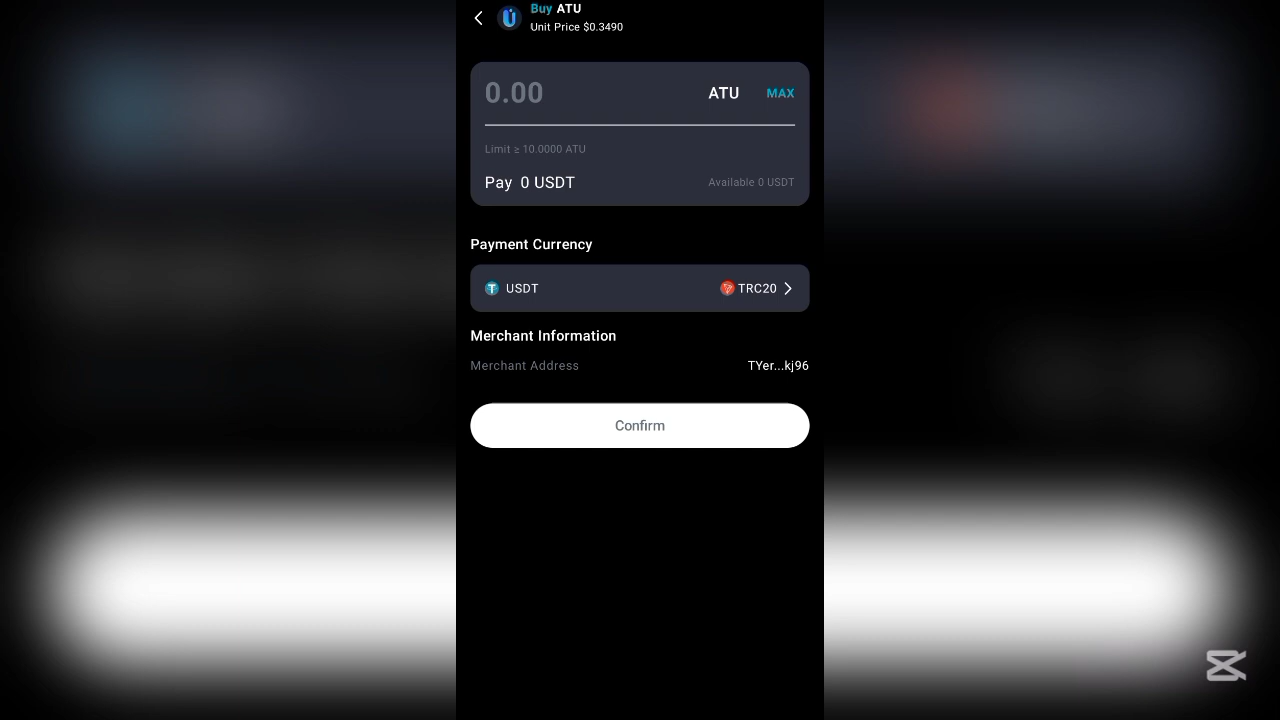 Buy ATU
Unit Price $0.3490
0.00 ATU MAX
Limit ≥ 10.0000 ATU
Pay 0 USDT Available 0 USDT
Payment Currency
USDT TRC20
Merchant Information
Merchant Address TYer...kj96
Confirm